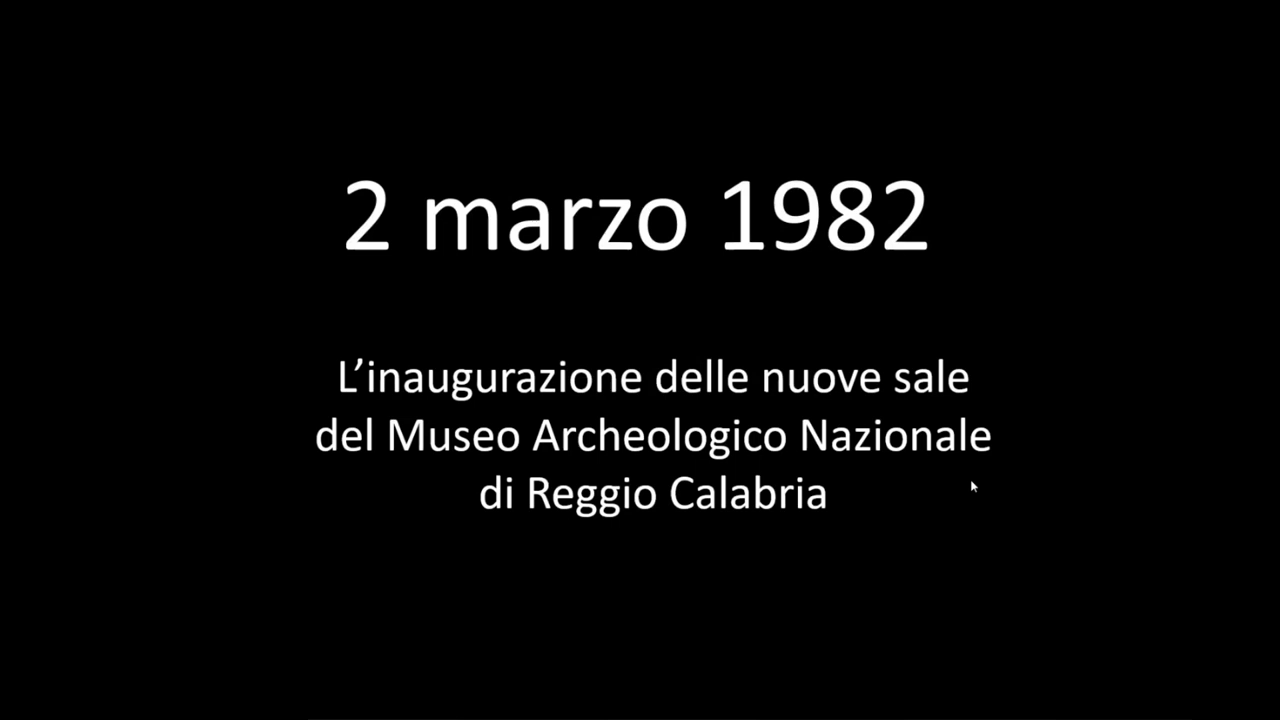 2 marzo 1982
L’inaugurazione delle nuove sale
del Museo Archeologico Nazionale
di Reggio Calabria